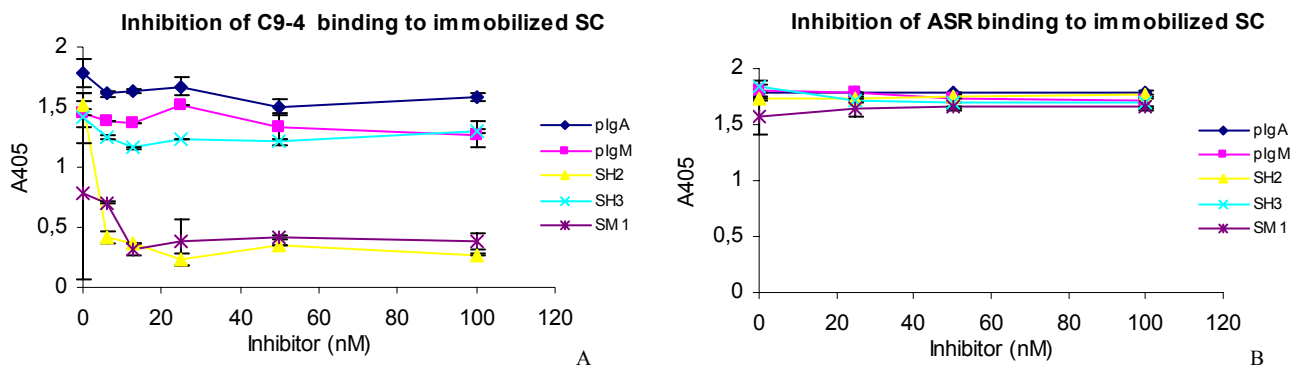 Inhibition of C9-4 binding to immobilized SC
2
1.5
1
0.5
0
A405
0 20 40 60 80 100 120
Inhibitor (nM)
pIgA
pIgM
SH2
SH3
SM1
A
Inhibition of ASR binding to immobilized SC
2
1.5
1
0.5
0
A405
0 20 40 60 80 100 120
Inhibitor (nM)
pIgA
pIgM
SH2
SH3
SM1
B